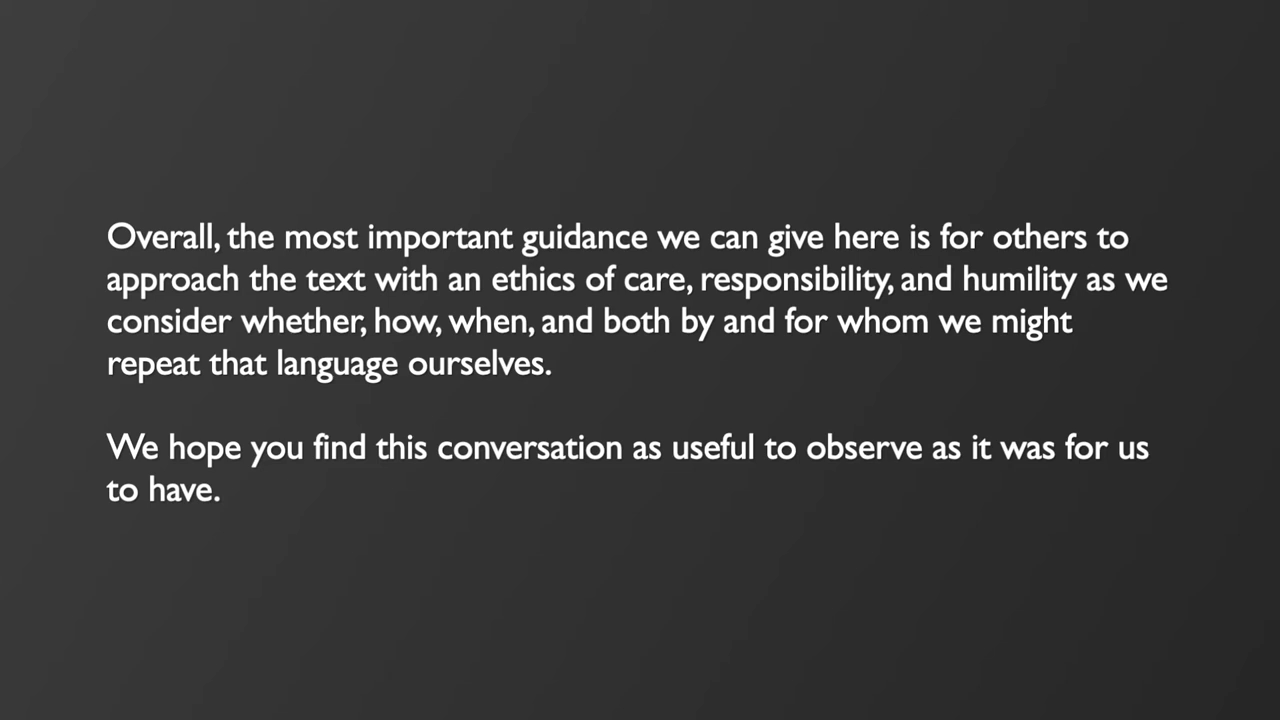 Overall, the most important guidance we can give here is for others to
approach the text with an ethics of care, responsibility, and humility as we
consider whether, how, when, and both by and for whom we might
repeat that language ourselves.
We hope you find this conversation as useful to observe as it was for us
to have.